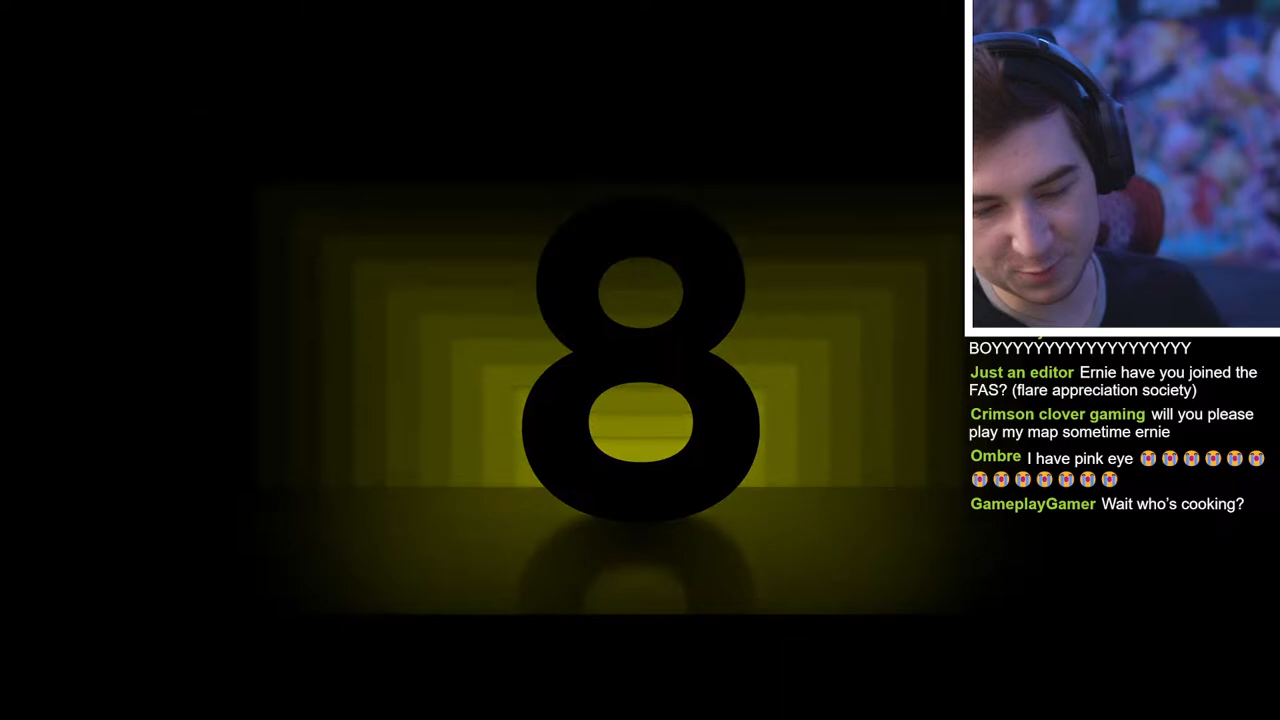 8
BOYYYYYYYYYYYYYYYYYYY
Just an editor Ernie have you joined the
FAS? (flare appreciation society)
Crimson clover gaming will you please
play my map sometime ernie
Ombre I have pink eye 😭😭😭😭😭😭
😭😭😭😭😭😭😭
GameplayGamer Wait who's cooking?